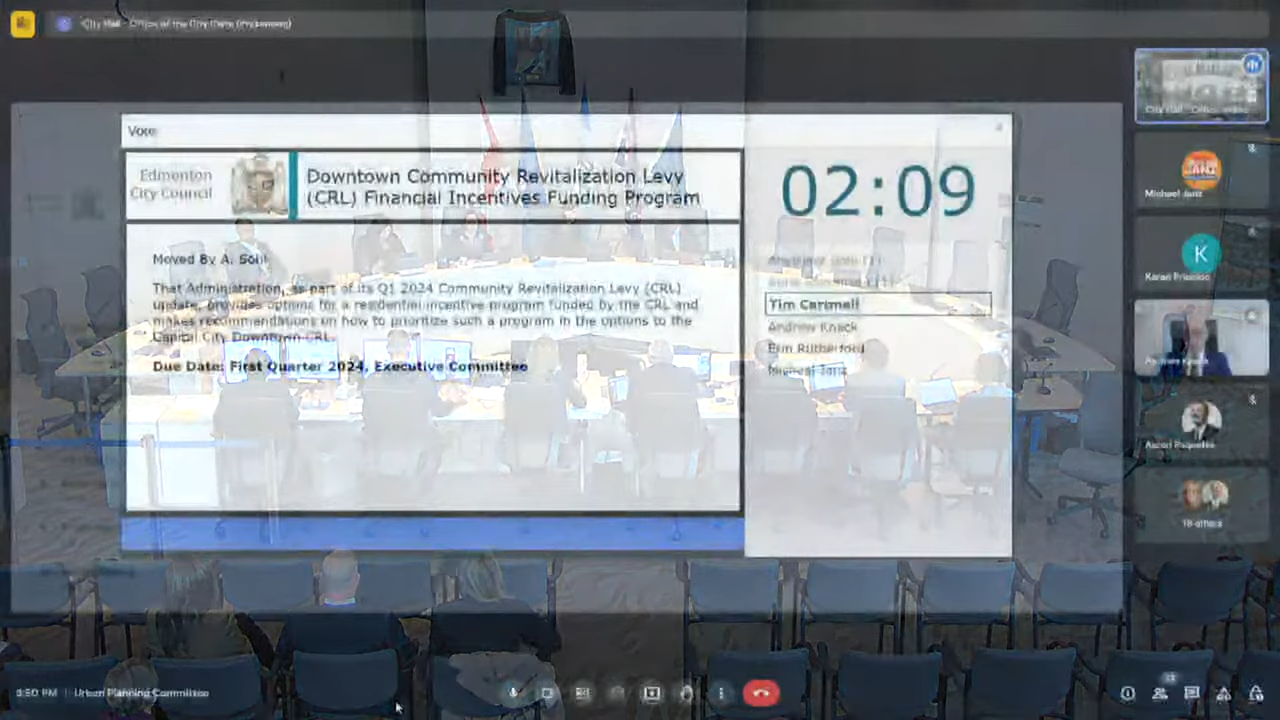 City Hall - Office of the City Clerk
Vote
Edmonton
City Council
Downtown Community Revitalization Levy
(CRL) Financial Incentives Funding Program
02:09
Moved By A. Sohi
That Administration, as part of its Q1 2024 Community Revitalization Levy (CRL)
update, provides options for a residential incentive program funded by the CRL and
makes recommendations on how to prioritize such a program in the options to the
Capital City Downtown CRL.
Due Date: First Quarter 2024, Executive Committee
Tim Cartmell
Andrew Knack
Erin Rutherford
Michael Janz
Michael Janz
K
Karen Principe
Andrew Knack
Aaron Paquette
18 others
3:50 PM | Urban Planning Committee